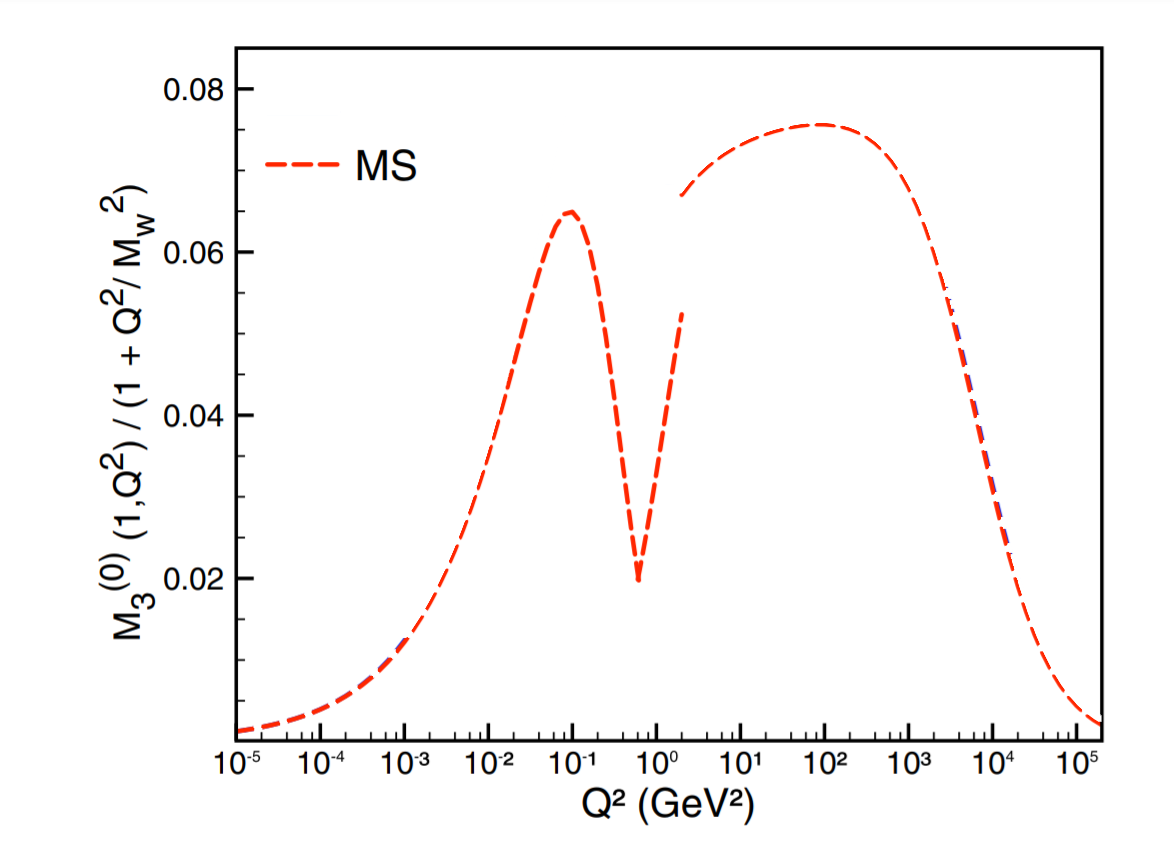 0.08
MS
0.06
0.04
0.02
M₃⁽⁰⁾ (1,Q²) / (1 + Q²/ M_w²)
10⁻⁵ 10⁻⁴ 10⁻³ 10⁻² 10⁻¹ 10⁰ 10¹ 10² 10³ 10⁴ 10⁵
Q² (GeV²)